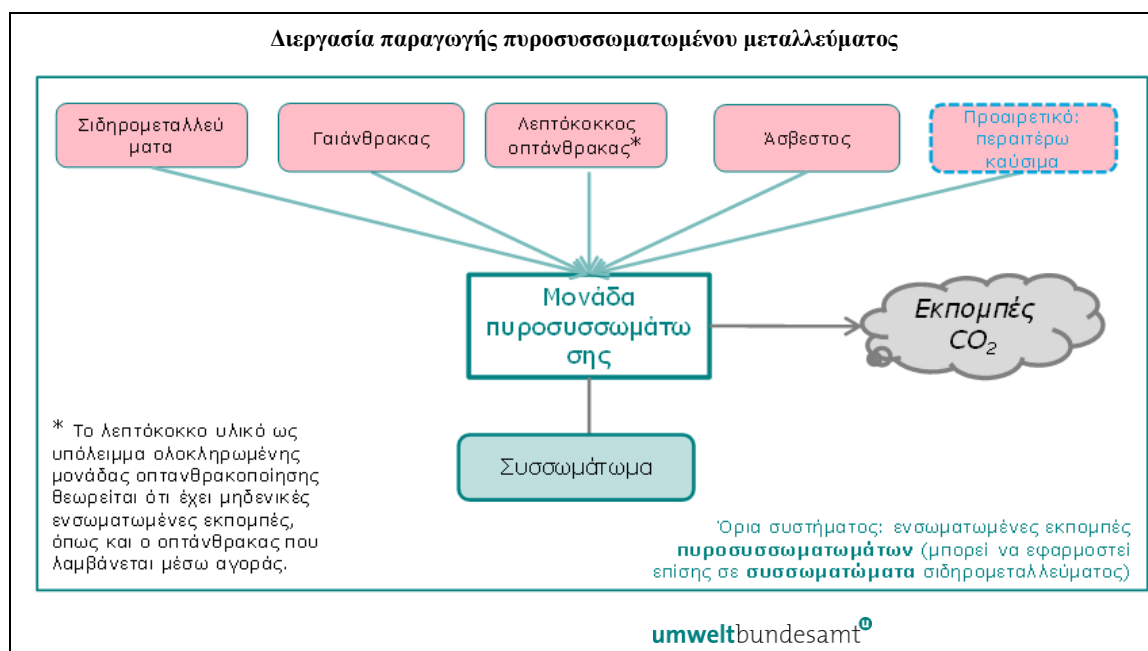 Διεργασία παραγωγής πυροσυσσωματωμένου μεταλλεύματος
Σιδηρομεταλλεύ
ματα
Γαιάνθρακας
Λεπτόκοκκος
οπτάνθρακας*
Άσβεστος
Προαιρετικό:
περαιτέρω
καύσιμα
Μονάδα
πυροσυσσωμάτω
σης
Εκπομπές
CO₂
Συσσωμάτωμα
* Το λεπτόκοκκο υλικό ως
υπόλειμμα ολοκληρωμένης
μονάδας οπτανθρακοποίησης
θεωρείται ότι έχει μηδενικές
ενσωματωμένες εκπομπές,
όπως και ο οπτάνθρακας που
λαμβάνεται μέσω αγοράς.
Όρια συστήματος: ενσωματωμένες εκπομπές
πυροσυσσωματωμάτων (μπορεί να εφαρμοστεί
επίσης σε συσσωματώματα σιδηρομεταλλεύματος)
umweltbundesamt